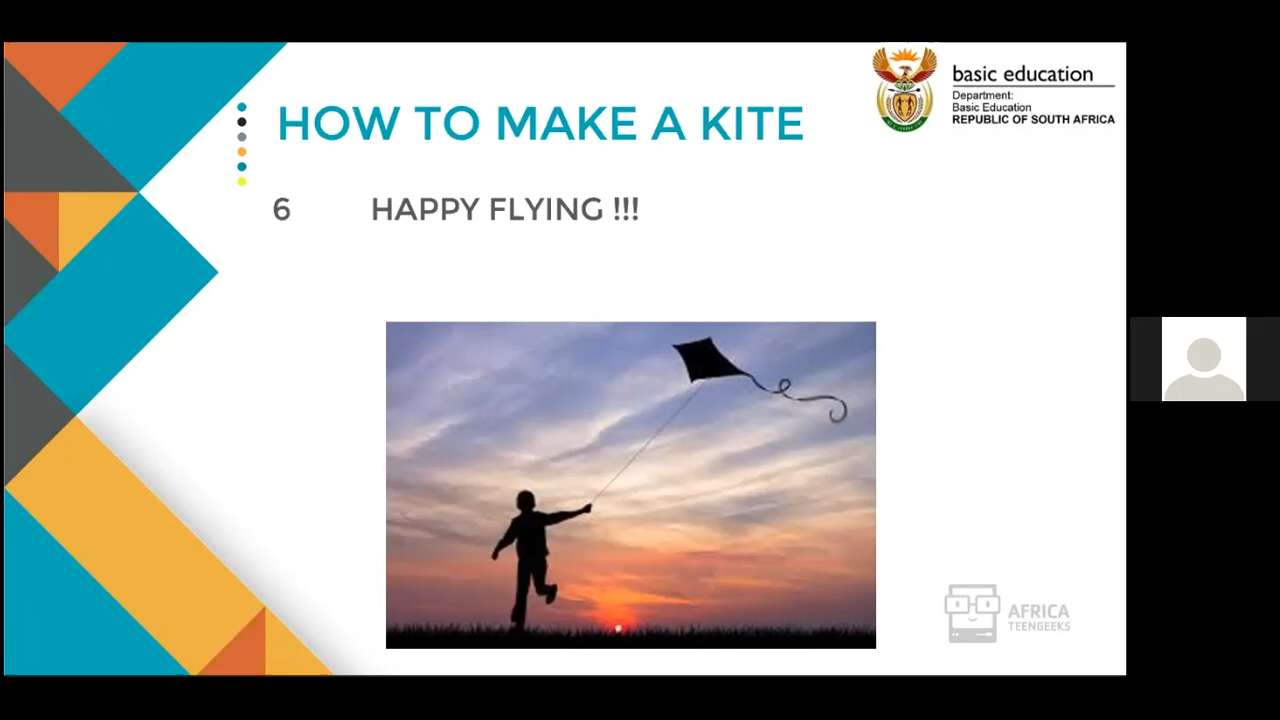 HOW TO MAKE A KITE
basic education
Department:
Basic Education
REPUBLIC OF SOUTH AFRICA
6 HAPPY FLYING !!!
AFRICA
TEENGEEKS